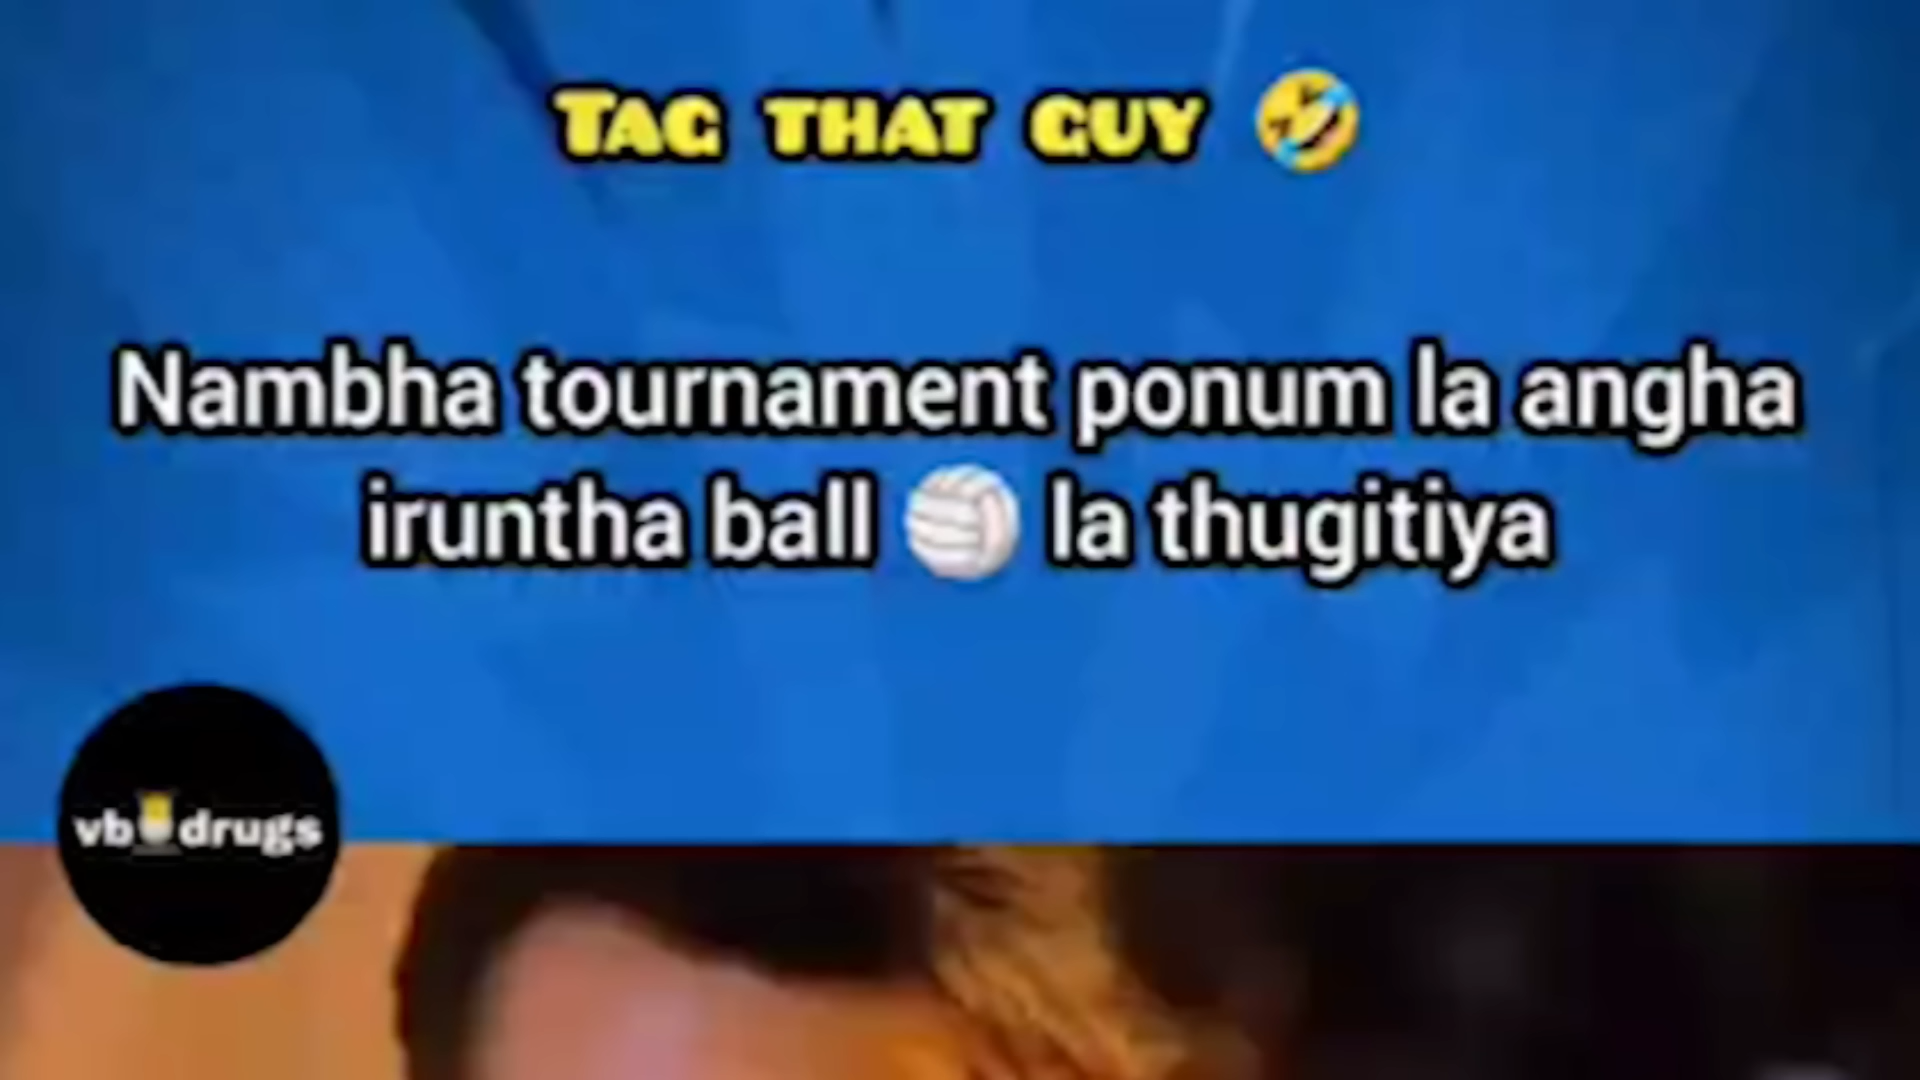 TAG THAT GUY 🤣
Nambha tournament ponum la angha
iruntha ball 🏐 la thugitiya
vb drugs